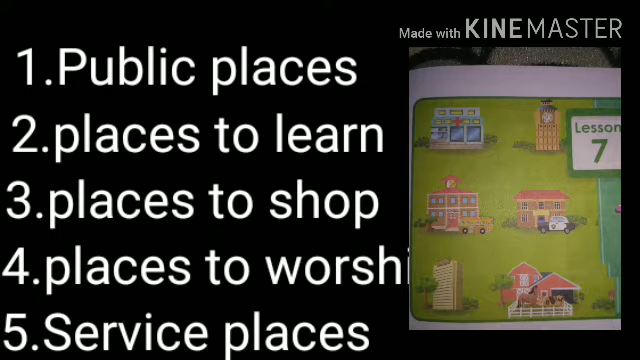 Made with KINEMASTER
1.Public places
2.places to learn
3.places to shop
4.places to worshi
5.Service places
Lesson
7